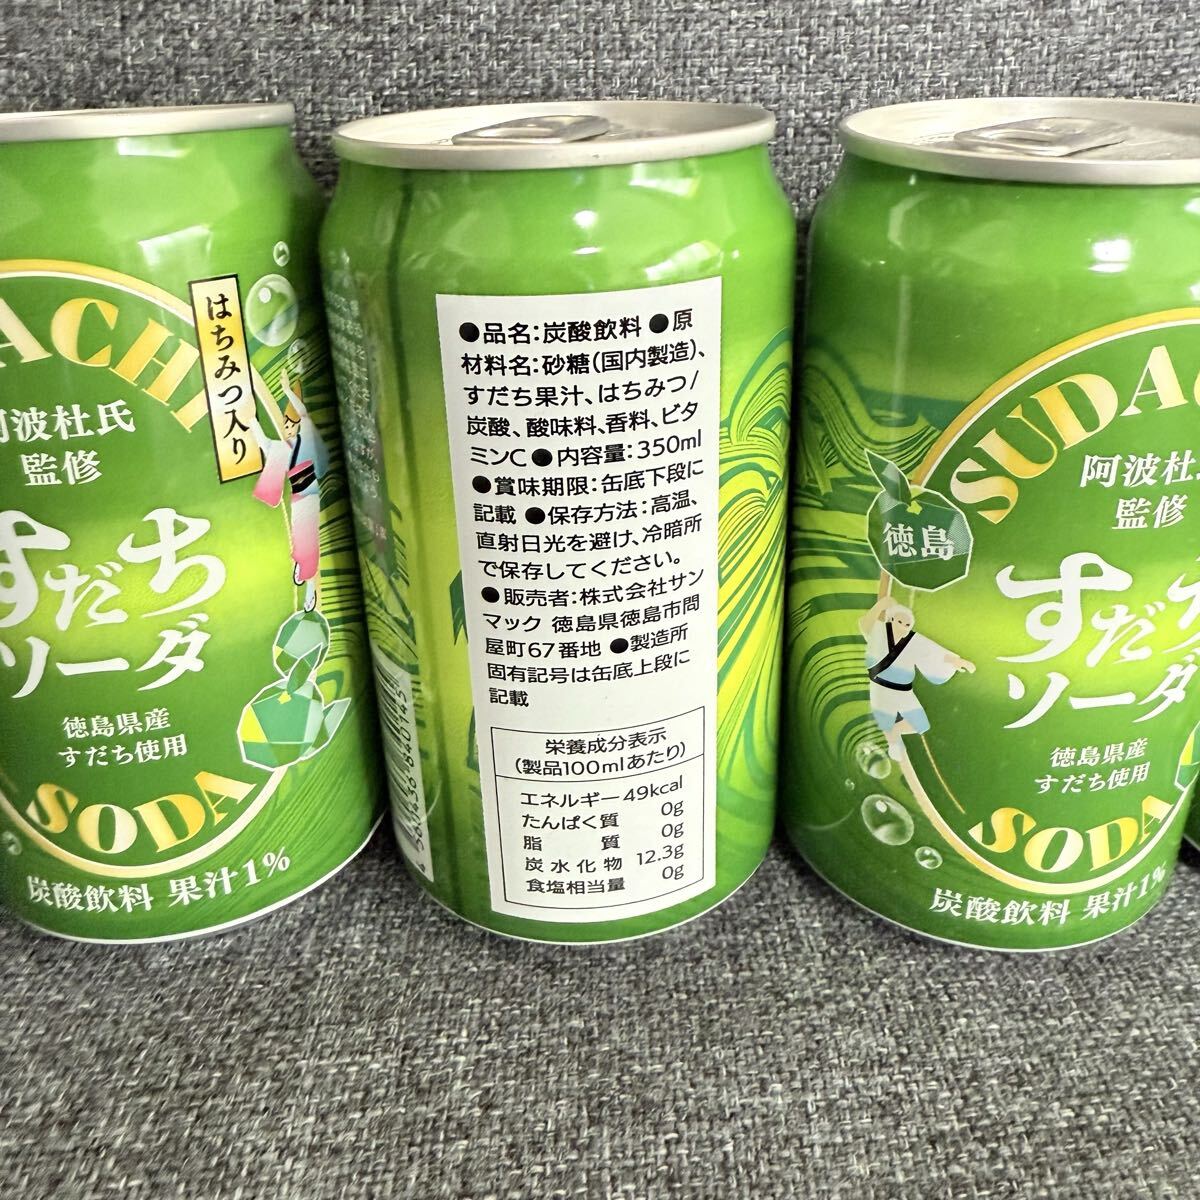 ACHI
はちみつ入り
阿波杜氏
監修
すだち
ソーダ
徳島県産
すだち使用
SODA
炭酸飲料 果汁1%
●品名:炭酸飲料 ●原
材料名:砂糖(国内製造)、
すだち果汁、はちみつ/
炭酸、酸味料、香料、ビタ
ミンC ●内容量:350ml
●賞味期限:缶底下段に
記載 ●保存方法:高温、
直射日光を避け、冷暗所
で保存してください。
●販売者:株式会社サン
マック 徳島県徳島市問
屋町67番地 ●製造所
固有記号は缶底上段に
記載
栄養成分表示
(製品100mlあたり)
エネルギー 49kcal
たんぱく質 0g
脂質 0g
炭水化物 12.3g
食塩相当量 0g
4 560436 840145
SUDAC
阿波杜
監修
徳島
すだち
ソーダ
徳島県産
すだち使用
SODA
炭酸飲料 果汁1%